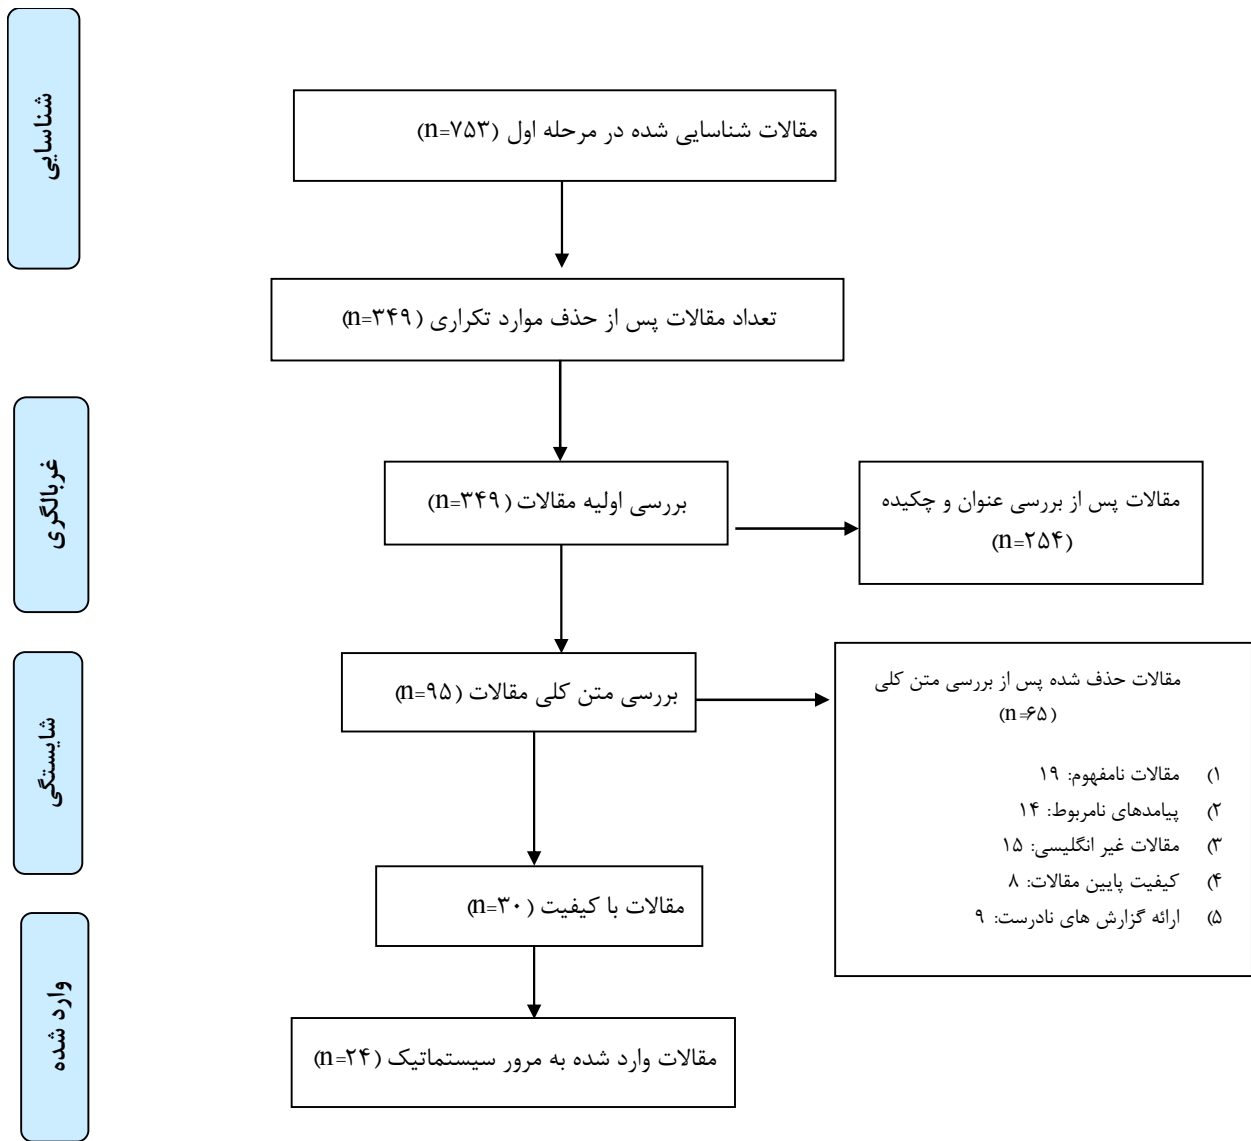 شناسایی
مقالات شناسایی شده در مرحله اول (n=۷۵۳)
تعداد مقالات پس از حذف موارد تکراری (n=۳۴۹)
غربالگری
بررسی اولیه مقالات (n=۳۴۹)
مقالات پس از بررسی عنوان و چکیده
(n=۲۵۴)
شایستگی
بررسی متن کلی مقالات (n=۹۵)
مقالات حذف شده پس از بررسی متن کلی
(n=۶۵)
۱) مقالات نامفهوم: ۱۹
۲) پیامدهای نامربوط: ۱۴
۳) مقالات غیر انگلیسی: ۱۵
۴) کیفیت پایین مقالات: ۸
۵) ارائه گزارش های نادرست: ۹
مقالات با کیفیت (n=۳۰)
وارد شده
مقالات وارد شده به مرور سیستماتیک (n=۲۴)